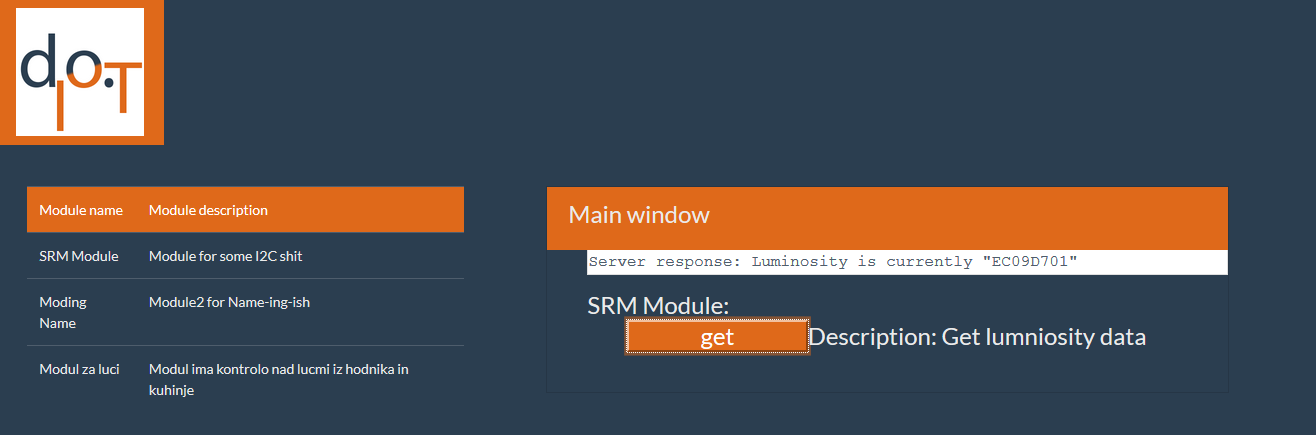 dIo.T
Module name Module description
SRM Module Module for some I2C shit
Moding Module2 for Name-ing-ish
Name
Modul za luci Modul ima kontrolo nad lucmi iz hodnika in
kuhinje
Main window
Server response: Luminosity is currently "EC09D701"
SRM Module:
get Description: Get lumniosity data